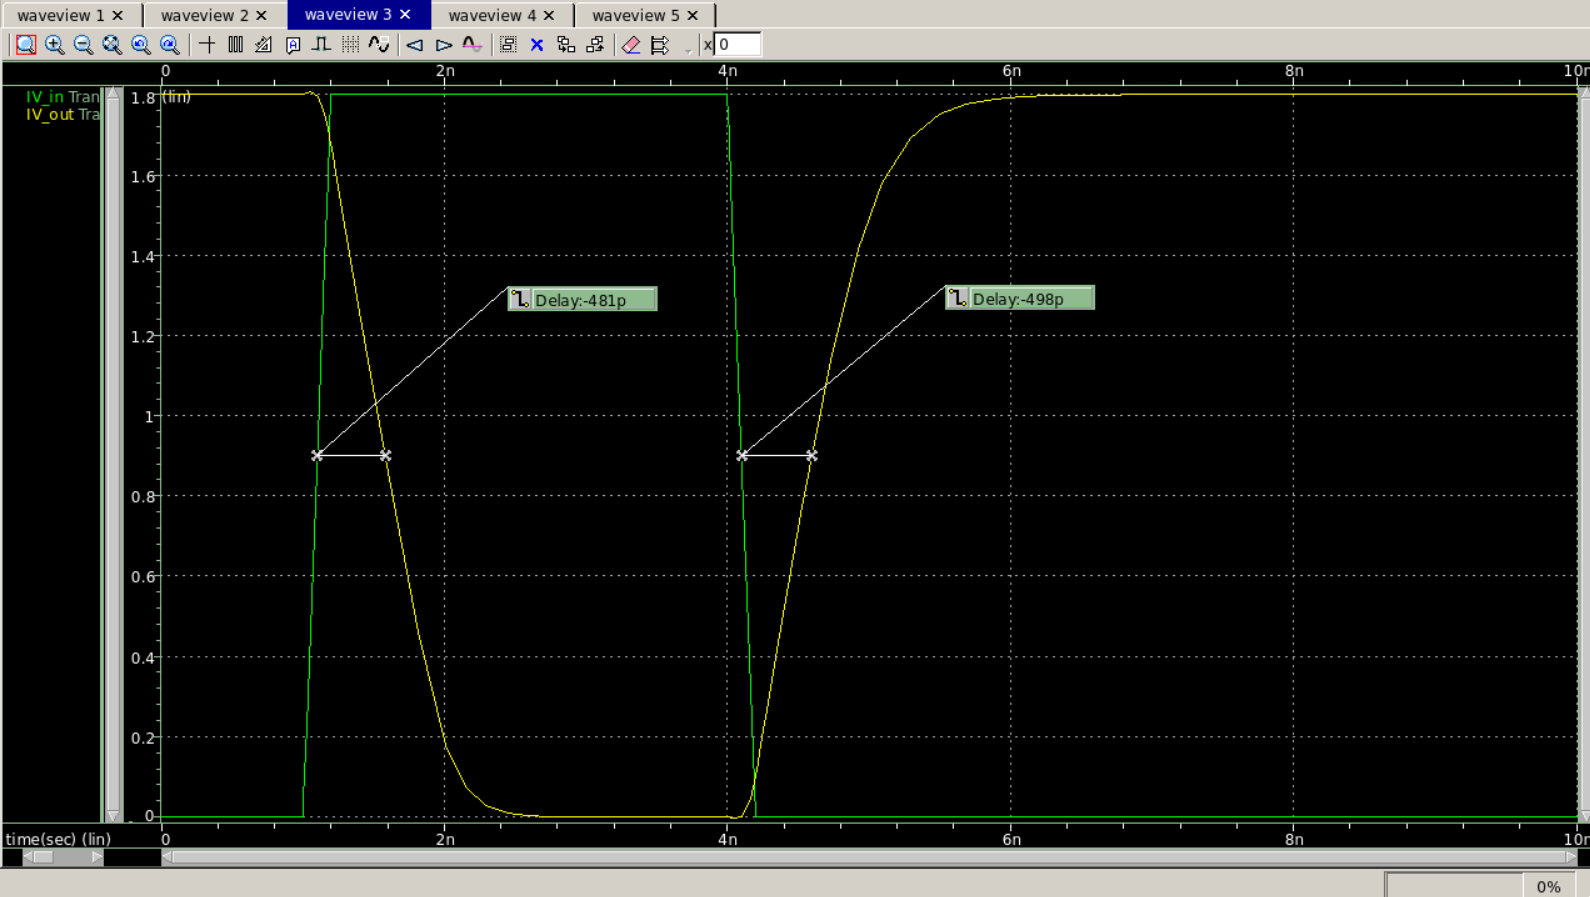 waveview 1 waveview 2 waveview 3 waveview 4 waveview 5
A x 0
0 2n 4n 6n 8n 10n
IV_in Tran
IV_out Tra
1.8 (lin)
1.6
1.4
Delay:-481p Delay:-498p
1.2
1
0.8
0.6
0.4
0.2
0
time(sec) (lin) 0 2n 4n 6n 8n 10n
0%